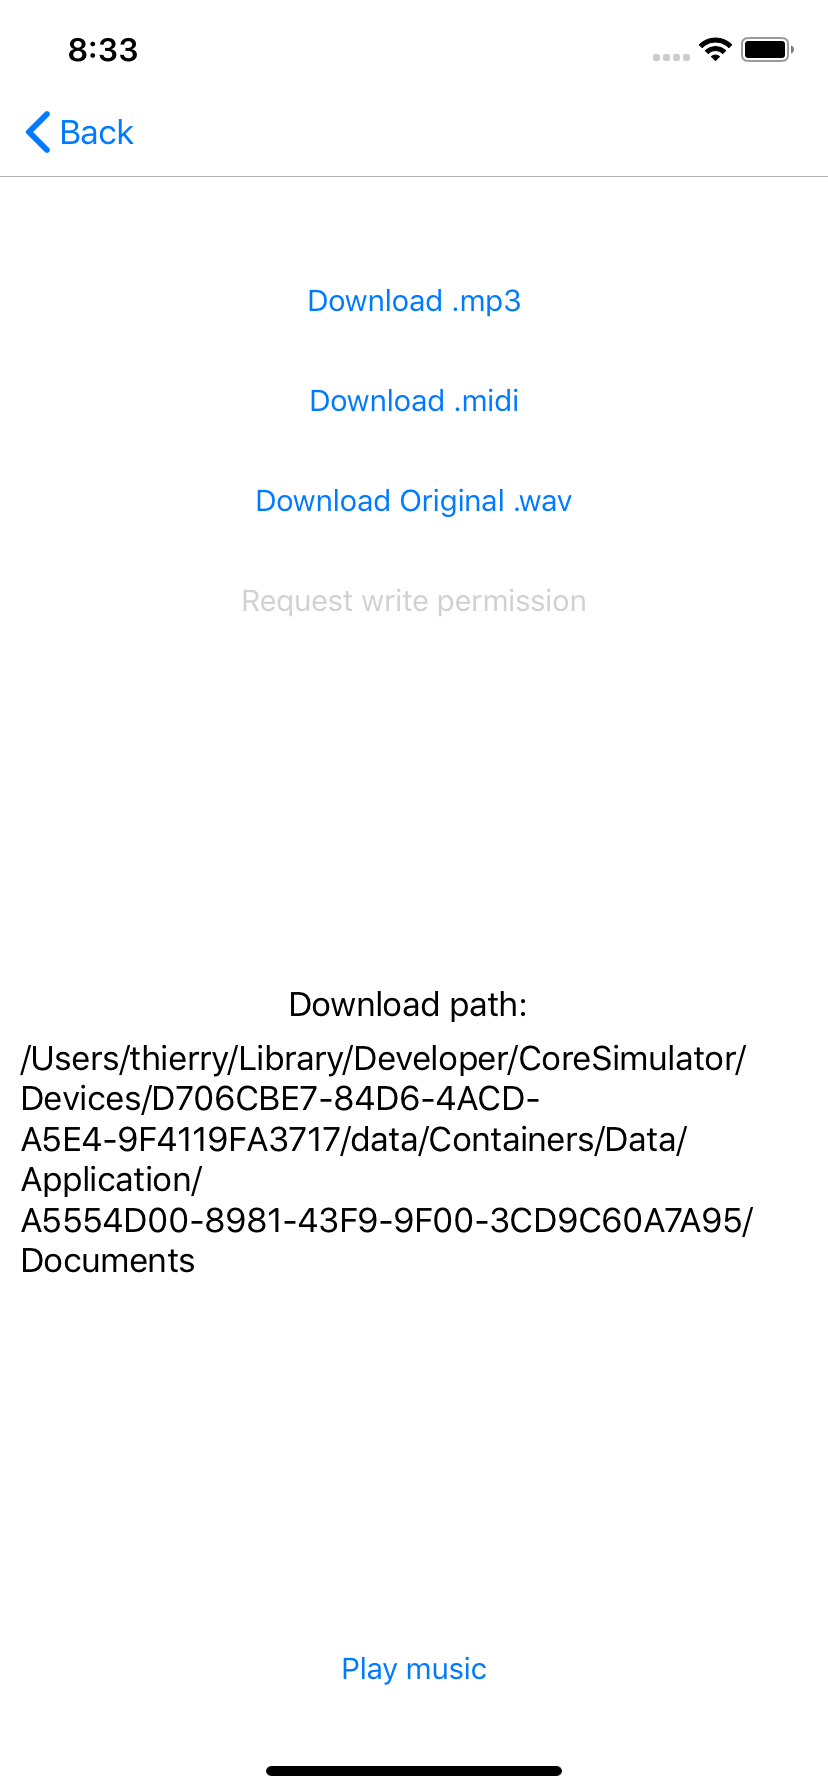 8:33
Back
Download .mp3
Download .midi
Download Original .wav
Request write permission
Download path:
/Users/thierry/Library/Developer/CoreSimulator/
Devices/D706CBE7-84D6-4ACD-
A5E4-9F4119FA3717/data/Containers/Data/
Application/
A5554D00-8981-43F9-9F00-3CD9C60A7A95/
Documents
Play music